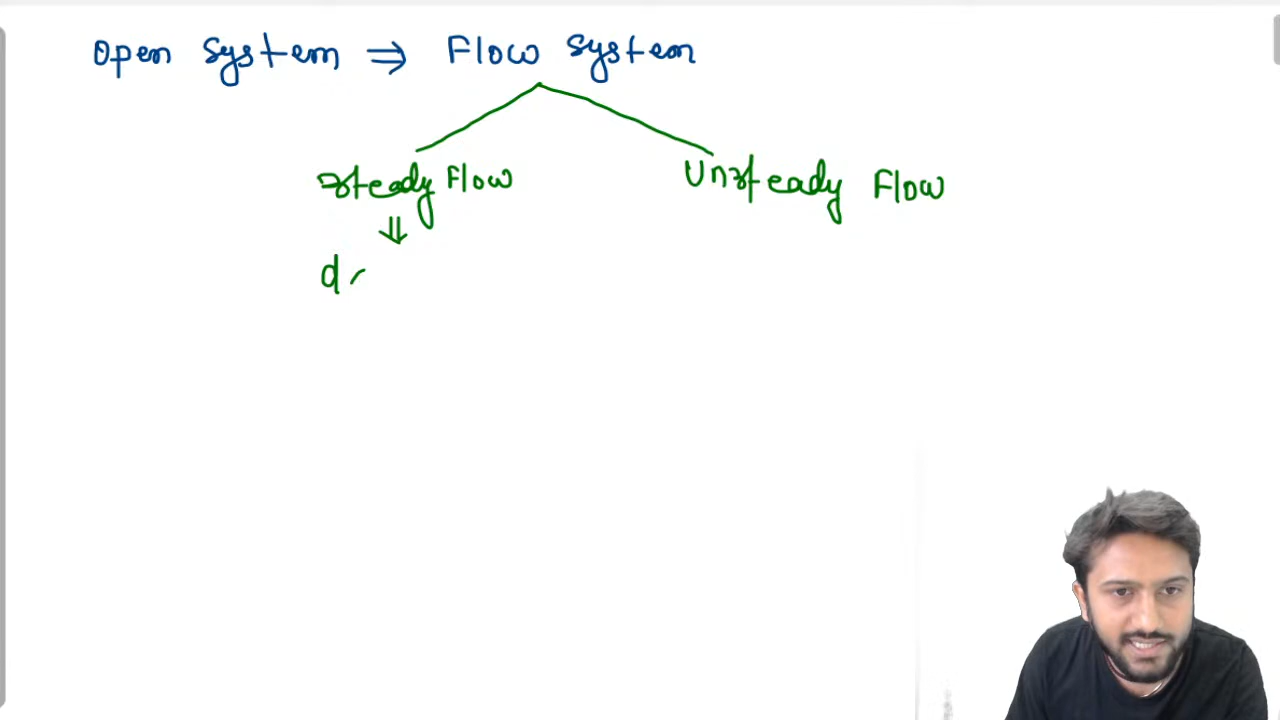 Open System ⇒ Flow System
Steady Flow
Unsteady Flow
⇓
d